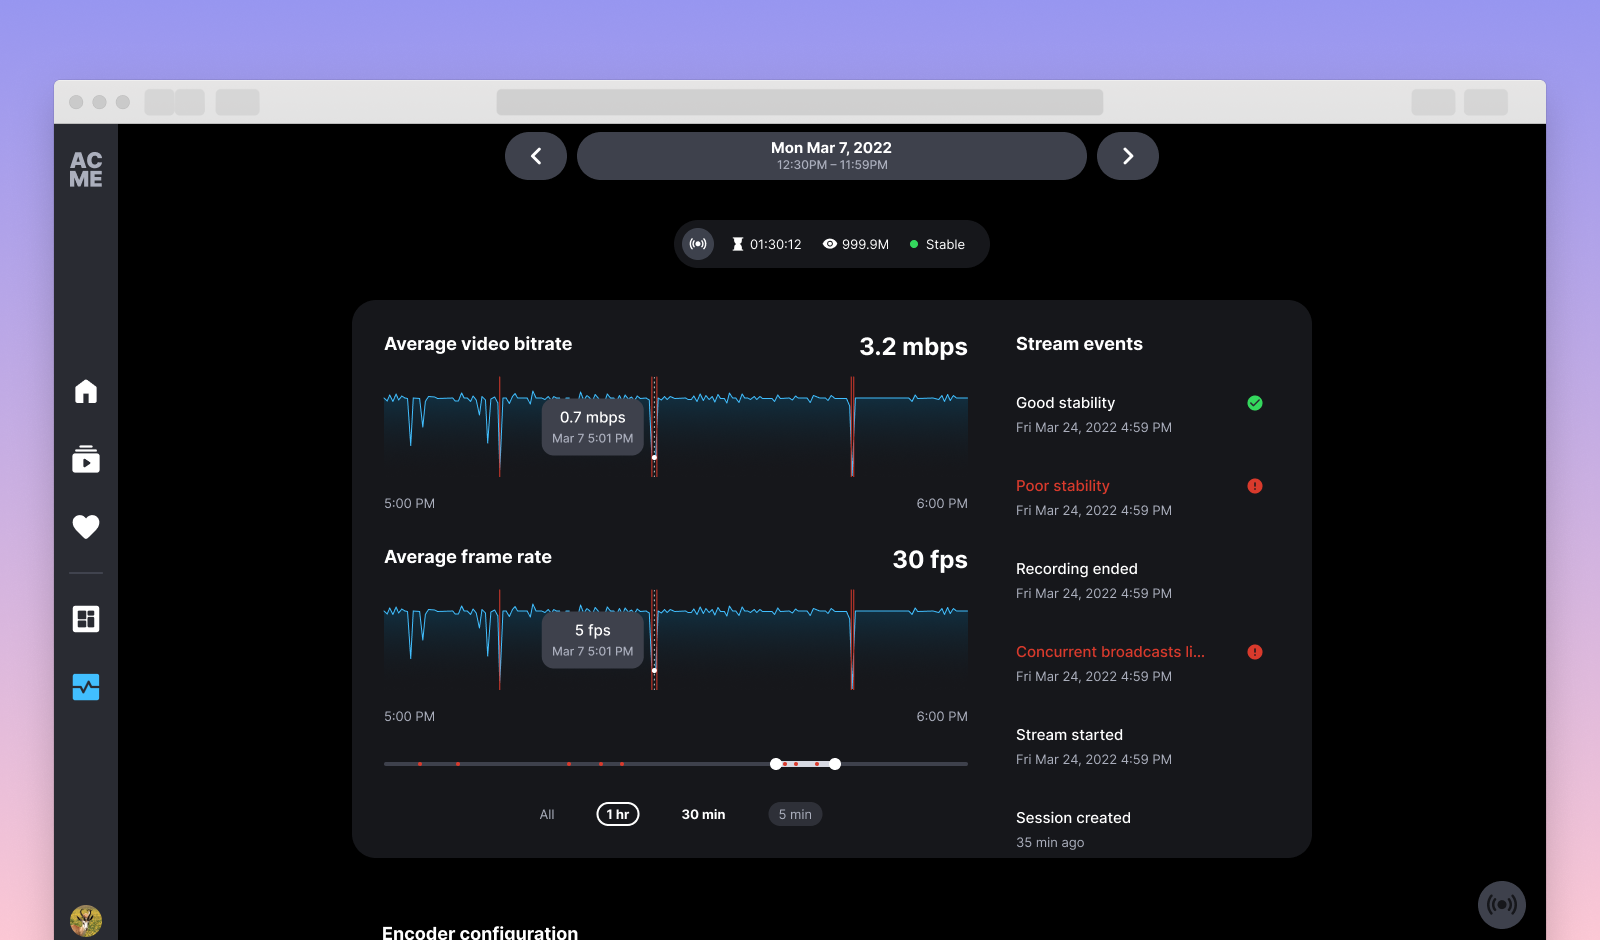 AC
ME
Mon Mar 7, 2022
12:30PM – 11:59PM
01:30:12
999.9M
Stable
Average video bitrate
3.2 mbps
0.7 mbps
Mar 7 5:01 PM
5:00 PM
6:00 PM
Average frame rate
30 fps
5 fps
Mar 7 5:01 PM
5:00 PM
6:00 PM
All
1 hr
30 min
5 min
Stream events
Good stability
Fri Mar 24, 2022 4:59 PM
Poor stability
Fri Mar 24, 2022 4:59 PM
Recording ended
Fri Mar 24, 2022 4:59 PM
Concurrent broadcasts li...
Fri Mar 24, 2022 4:59 PM
Stream started
Fri Mar 24, 2022 4:59 PM
Session created
35 min ago
Encoder configuration